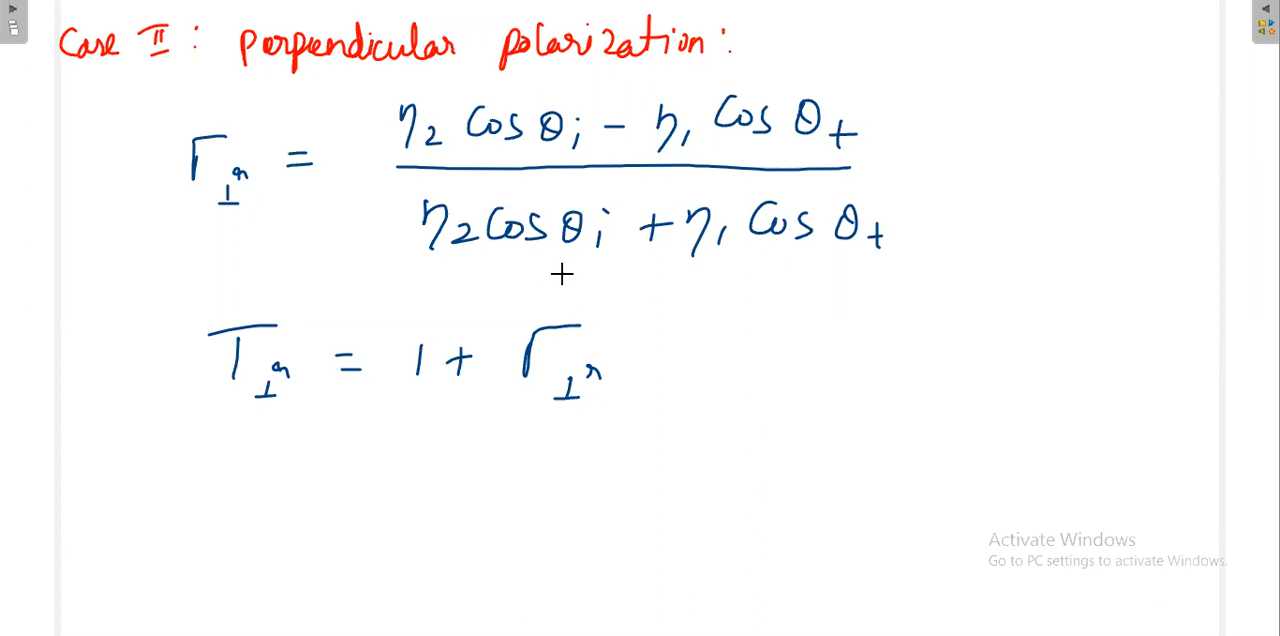 Case II : perpendicular polarization :
Γ⊥r = (η2 Cos θi − η1 Cos θt) / (η2 Cos θi + η1 Cos θt)
T⊥r = 1 + Γ⊥r
Activate Windows
Go to PC settings to activate Windows.